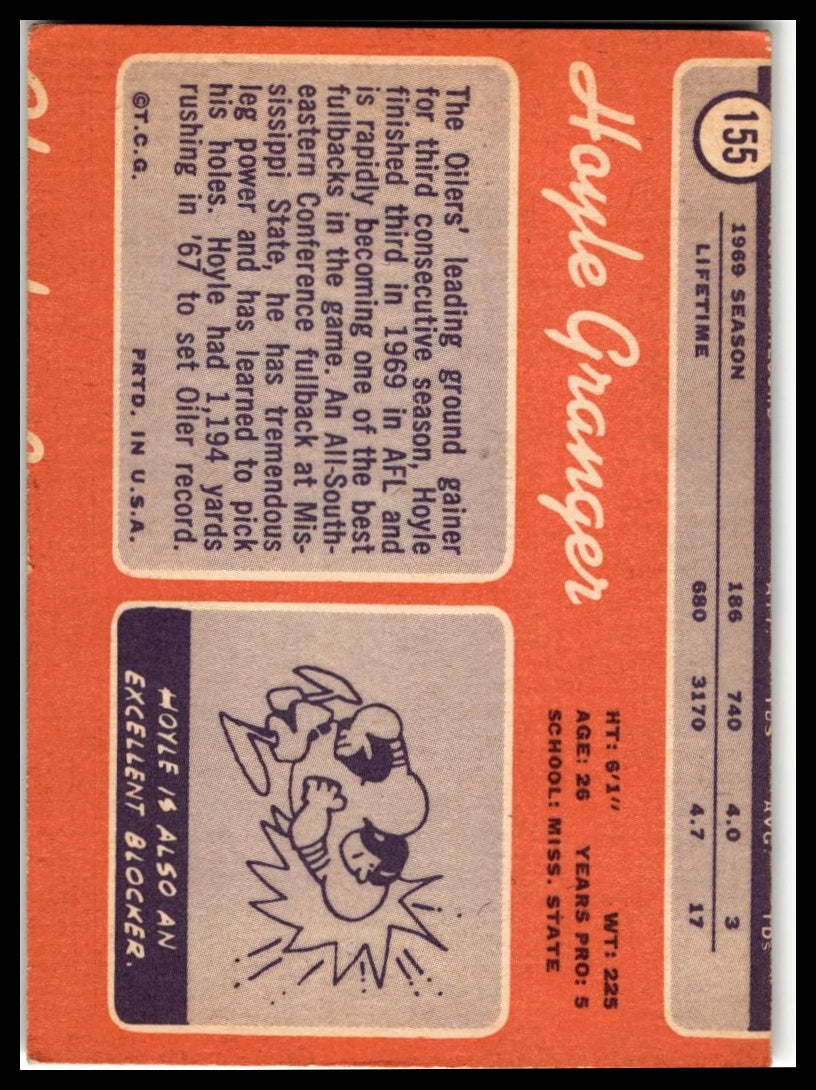 155
ATT. YDS AVG. TDs
1969 SEASON 186 740 4.0 3
LIFETIME 680 3170 4.7 17
Hoyle Granger
HT: 6'1" WT: 225
AGE: 26 YEARS PRO: 5
SCHOOL: MISS. STATE
The Oilers' leading ground gainer
for third consecutive season, Hoyle
finished third in 1969 in AFL and
is rapidly becoming one of the best
fullbacks in the game. An All-South-
eastern Conference fullback at Mis-
sissippi State, he has tremendous
leg power and has learned to pick
his holes. Hoyle had 1,194 yards
rushing in '67 to set Oiler record.
©T.C.G. PRTD. IN U.S.A.
HOYLE IS ALSO AN
EXCELLENT BLOCKER.